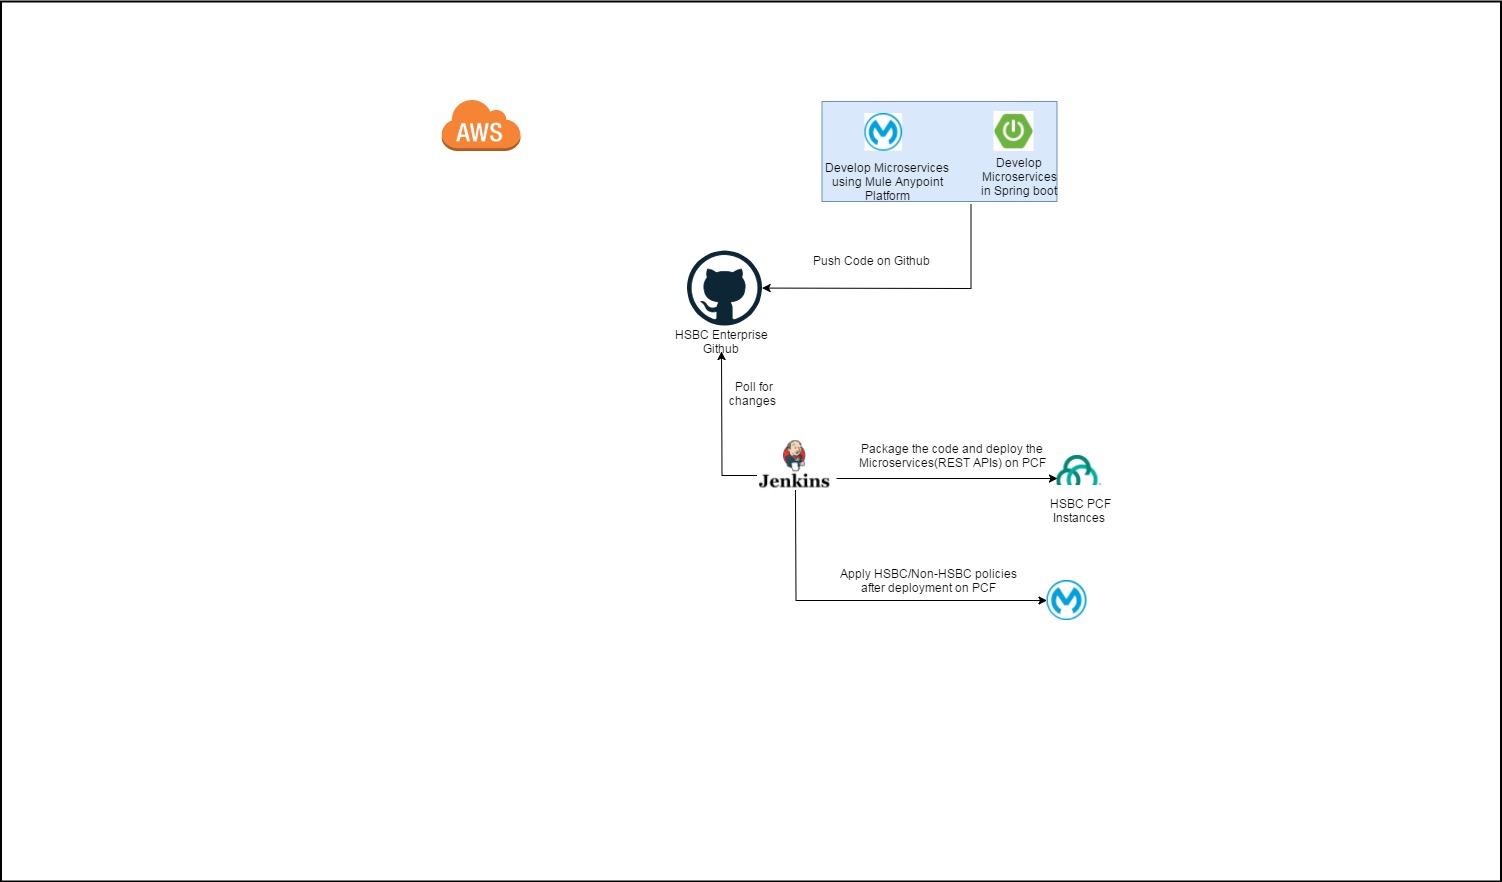 AWS
Develop Microservices
using Mule Anypoint
Platform
Develop
Microservices
in Spring boot
Push Code on Github
HSBC Enterprise
Github
Poll for
changes
Jenkins
Package the code and deploy the
Microservices(REST APIs) on PCF
HSBC PCF
Instances
Apply HSBC/Non-HSBC policies
after deployment on PCF